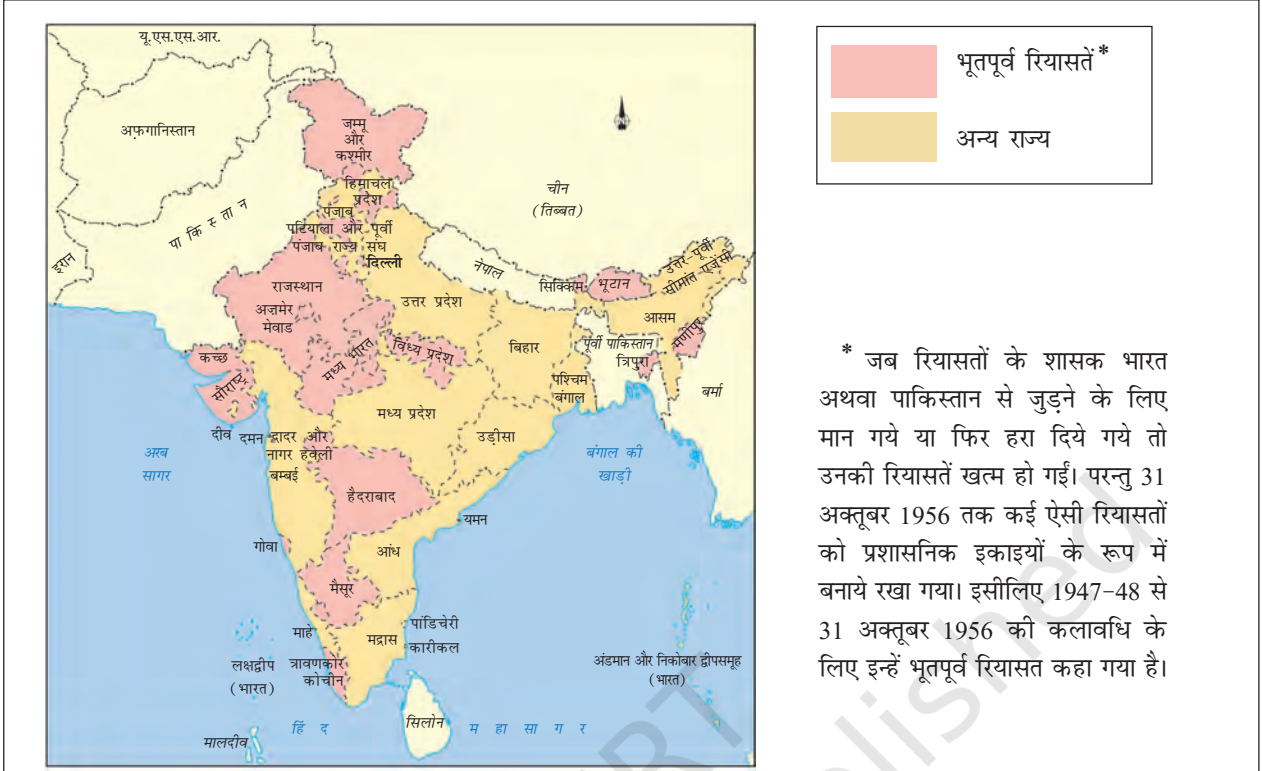 यू.एस.एस.आर.
अफ़गानिस्तान
जम्मू
और
कश्मीर
चीन
(तिब्बत)
हिमाचल
प्रदेश
पंजाब
पाकिस्तान
पटियाला और पूर्वी
पंजाब राज्य संघ
दिल्ली
इरान
नेपाल
सिक्किम
भूटान
उत्तर-पूर्वी
सीमांत एजेंसी
राजस्थान
अजमेर
मेवाड
उत्तर प्रदेश
आसम
मणीपुर
कच्छ
सौराष्ट्र
मध्य भारत
विंध्य प्रदेश
बिहार
पूर्वी पाकिस्तान
त्रिपुरा
बर्मा
पश्चिम
बंगाल
मध्य प्रदेश
उड़ीसा
दीव
दमन
दादर और
नागर हवेली
बम्बई
अरब
सागर
बंगाल की
खाड़ी
हैदराबाद
यमन
गोवा
आंध
मैसूर
माहे
मद्रास
पांडिचेरी
कारीकल
लक्षद्वीप
(भारत)
त्रावणकोर
कोचीन
अंडमान और निकोबार द्वीपसमूह
(भारत)
सिलोन
हिंद महासागर
मालदीव
भूतपूर्व रियासतें*
अन्य राज्य
* जब रियासतों के शासक भारत
अथवा पाकिस्तान से जुड़ने के लिए
मान गये या फिर हरा दिये गये तो
उनकी रियासतें खत्म हो गईं। परन्तु 31
अक्तूबर 1956 तक कई ऐसी रियासतों
को प्रशासनिक इकाइयों के रूप में
बनाये रखा गया। इसीलिए 1947-48 से
31 अक्तूबर 1956 की कलावधि के
लिए इन्हें भूतपूर्व रियासत कहा गया है।